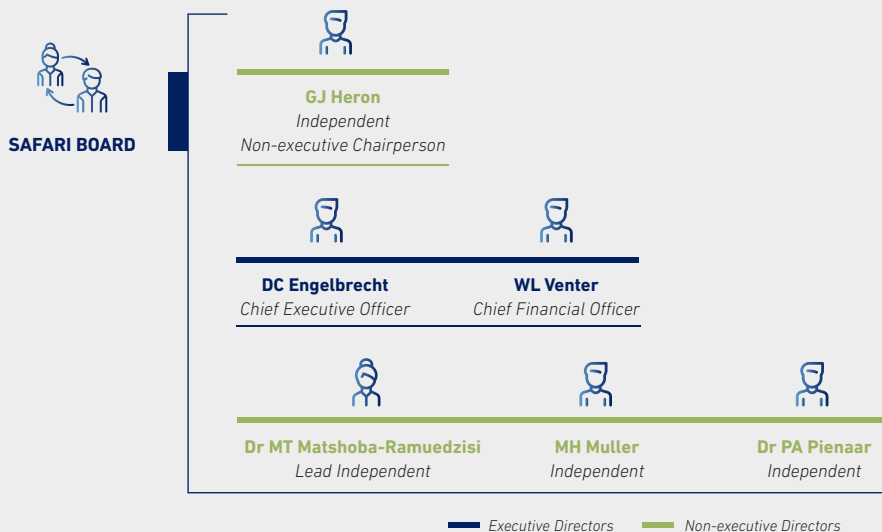 SAFARI BOARD
GJ Heron
Independent
Non-executive Chairperson
DC Engelbrecht
Chief Executive Officer
WL Venter
Chief Financial Officer
Dr MT Matshoba-Ramuedzisi
Lead Independent
MH Muller
Independent
Dr PA Pienaar
Independent
Executive Directors
Non-executive Directors